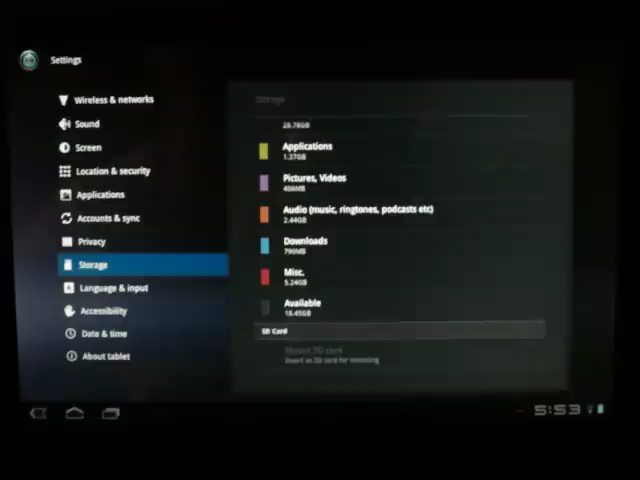 Settings
Wireless & networks
Sound
Screen
Location & security
Applications
Accounts & sync
Privacy
Storage
Language & input
Accessibility
Date & time
About tablet
Storage
28.78GB
Applications
1.37GB
Pictures, Videos
406MB
Audio (music, ringtones, podcasts etc)
2.44GB
Downloads
790MB
Misc.
5.24GB
Available
18.45GB
SD Card
Mount SD card
Insert an SD card for mounting
5:53